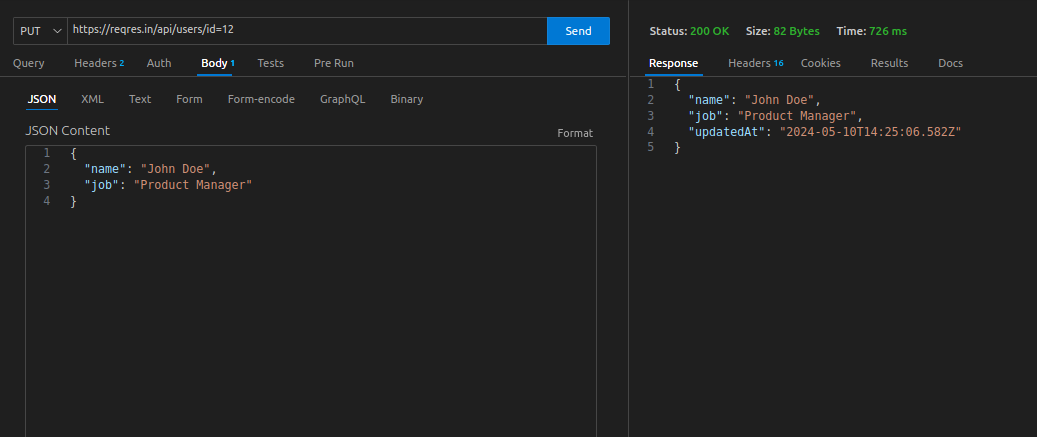 PUT https://reqres.in/api/users/id=12 Send
Query Headers 2 Auth Body 1 Tests Pre Run
JSON XML Text Form Form-encode GraphQL Binary
JSON Content Format
1 {
2 "name": "John Doe",
3 "job": "Product Manager"
4 }
Status: 200 OK Size: 82 Bytes Time: 726 ms
Response Headers 16 Cookies Results Docs
1 {
2 "name": "John Doe",
3 "job": "Product Manager",
4 "updatedAt": "2024-05-10T14:25:06.582Z"
5 }